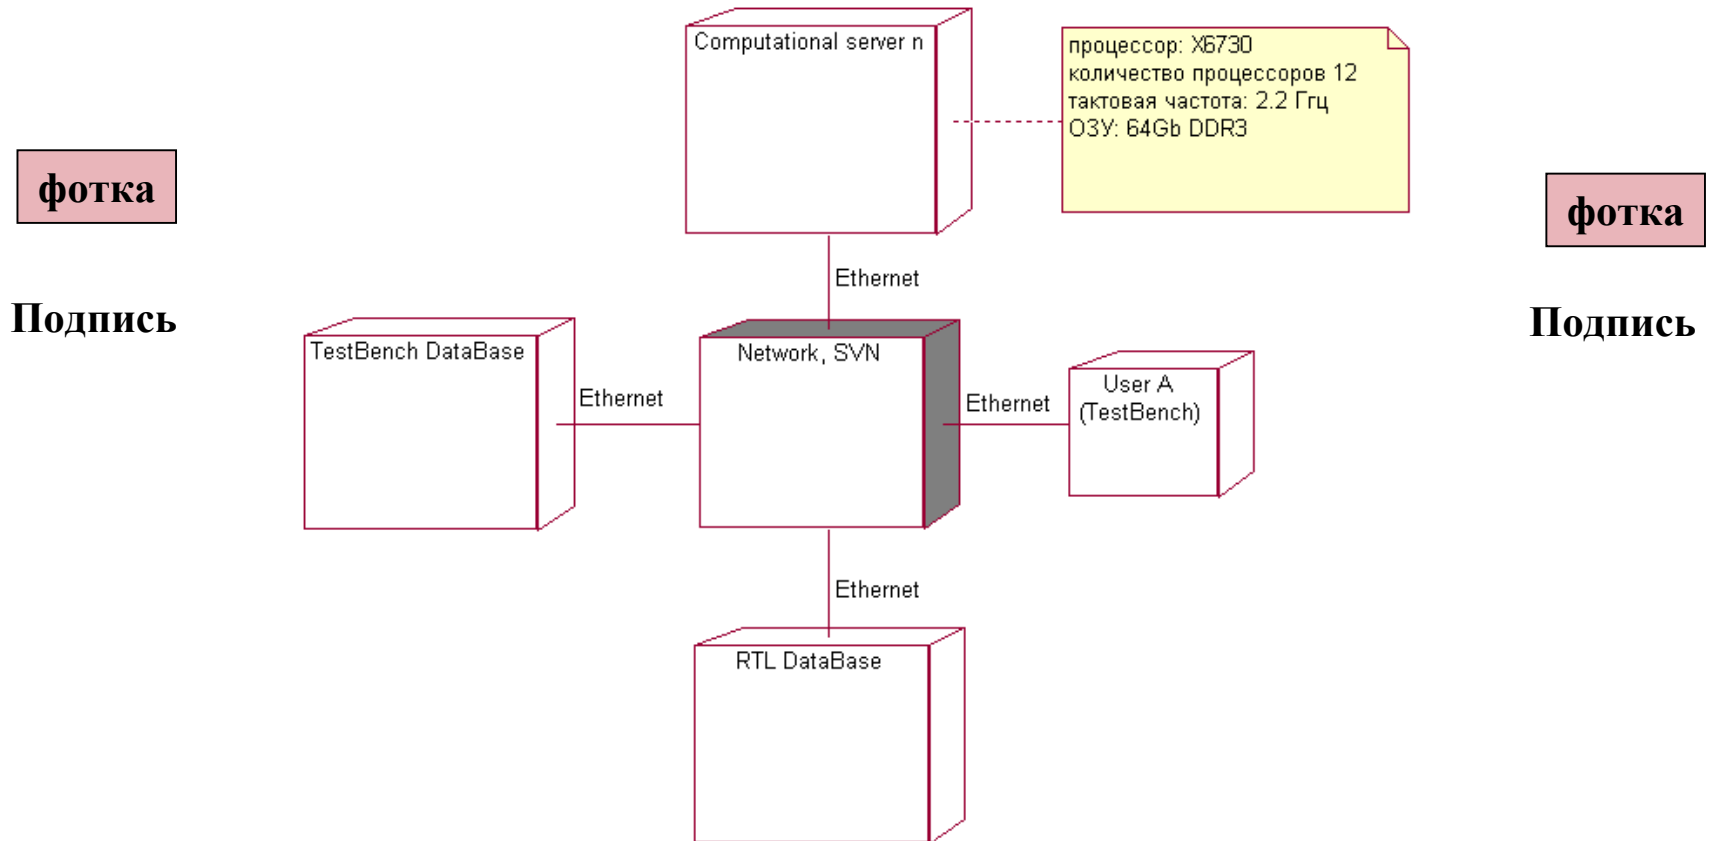 Computational server n
процессор: X6730
количество процессоров 12
тактовая частота: 2.2 Ггц
ОЗУ: 64Gb DDR3
фотка
фотка
Ethernet
Подпись
Подпись
TestBench DataBase
Network, SVN
User A
(TestBench)
Ethernet
Ethernet
Ethernet
RTL DataBase